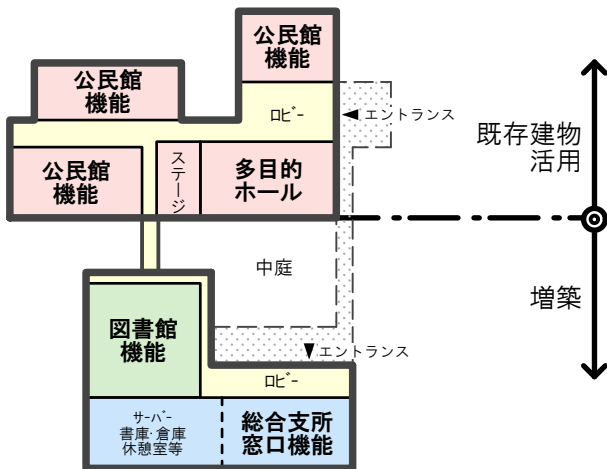 公民館
機能
公民館
機能
ロビー
エントランス
既存建物
活用
公民館
機能
ステージ
多目的
ホール
中庭
増築
図書館
機能
エントランス
ロビー
サーバー
書庫・倉庫
休憩室等
総合支所
窓口機能